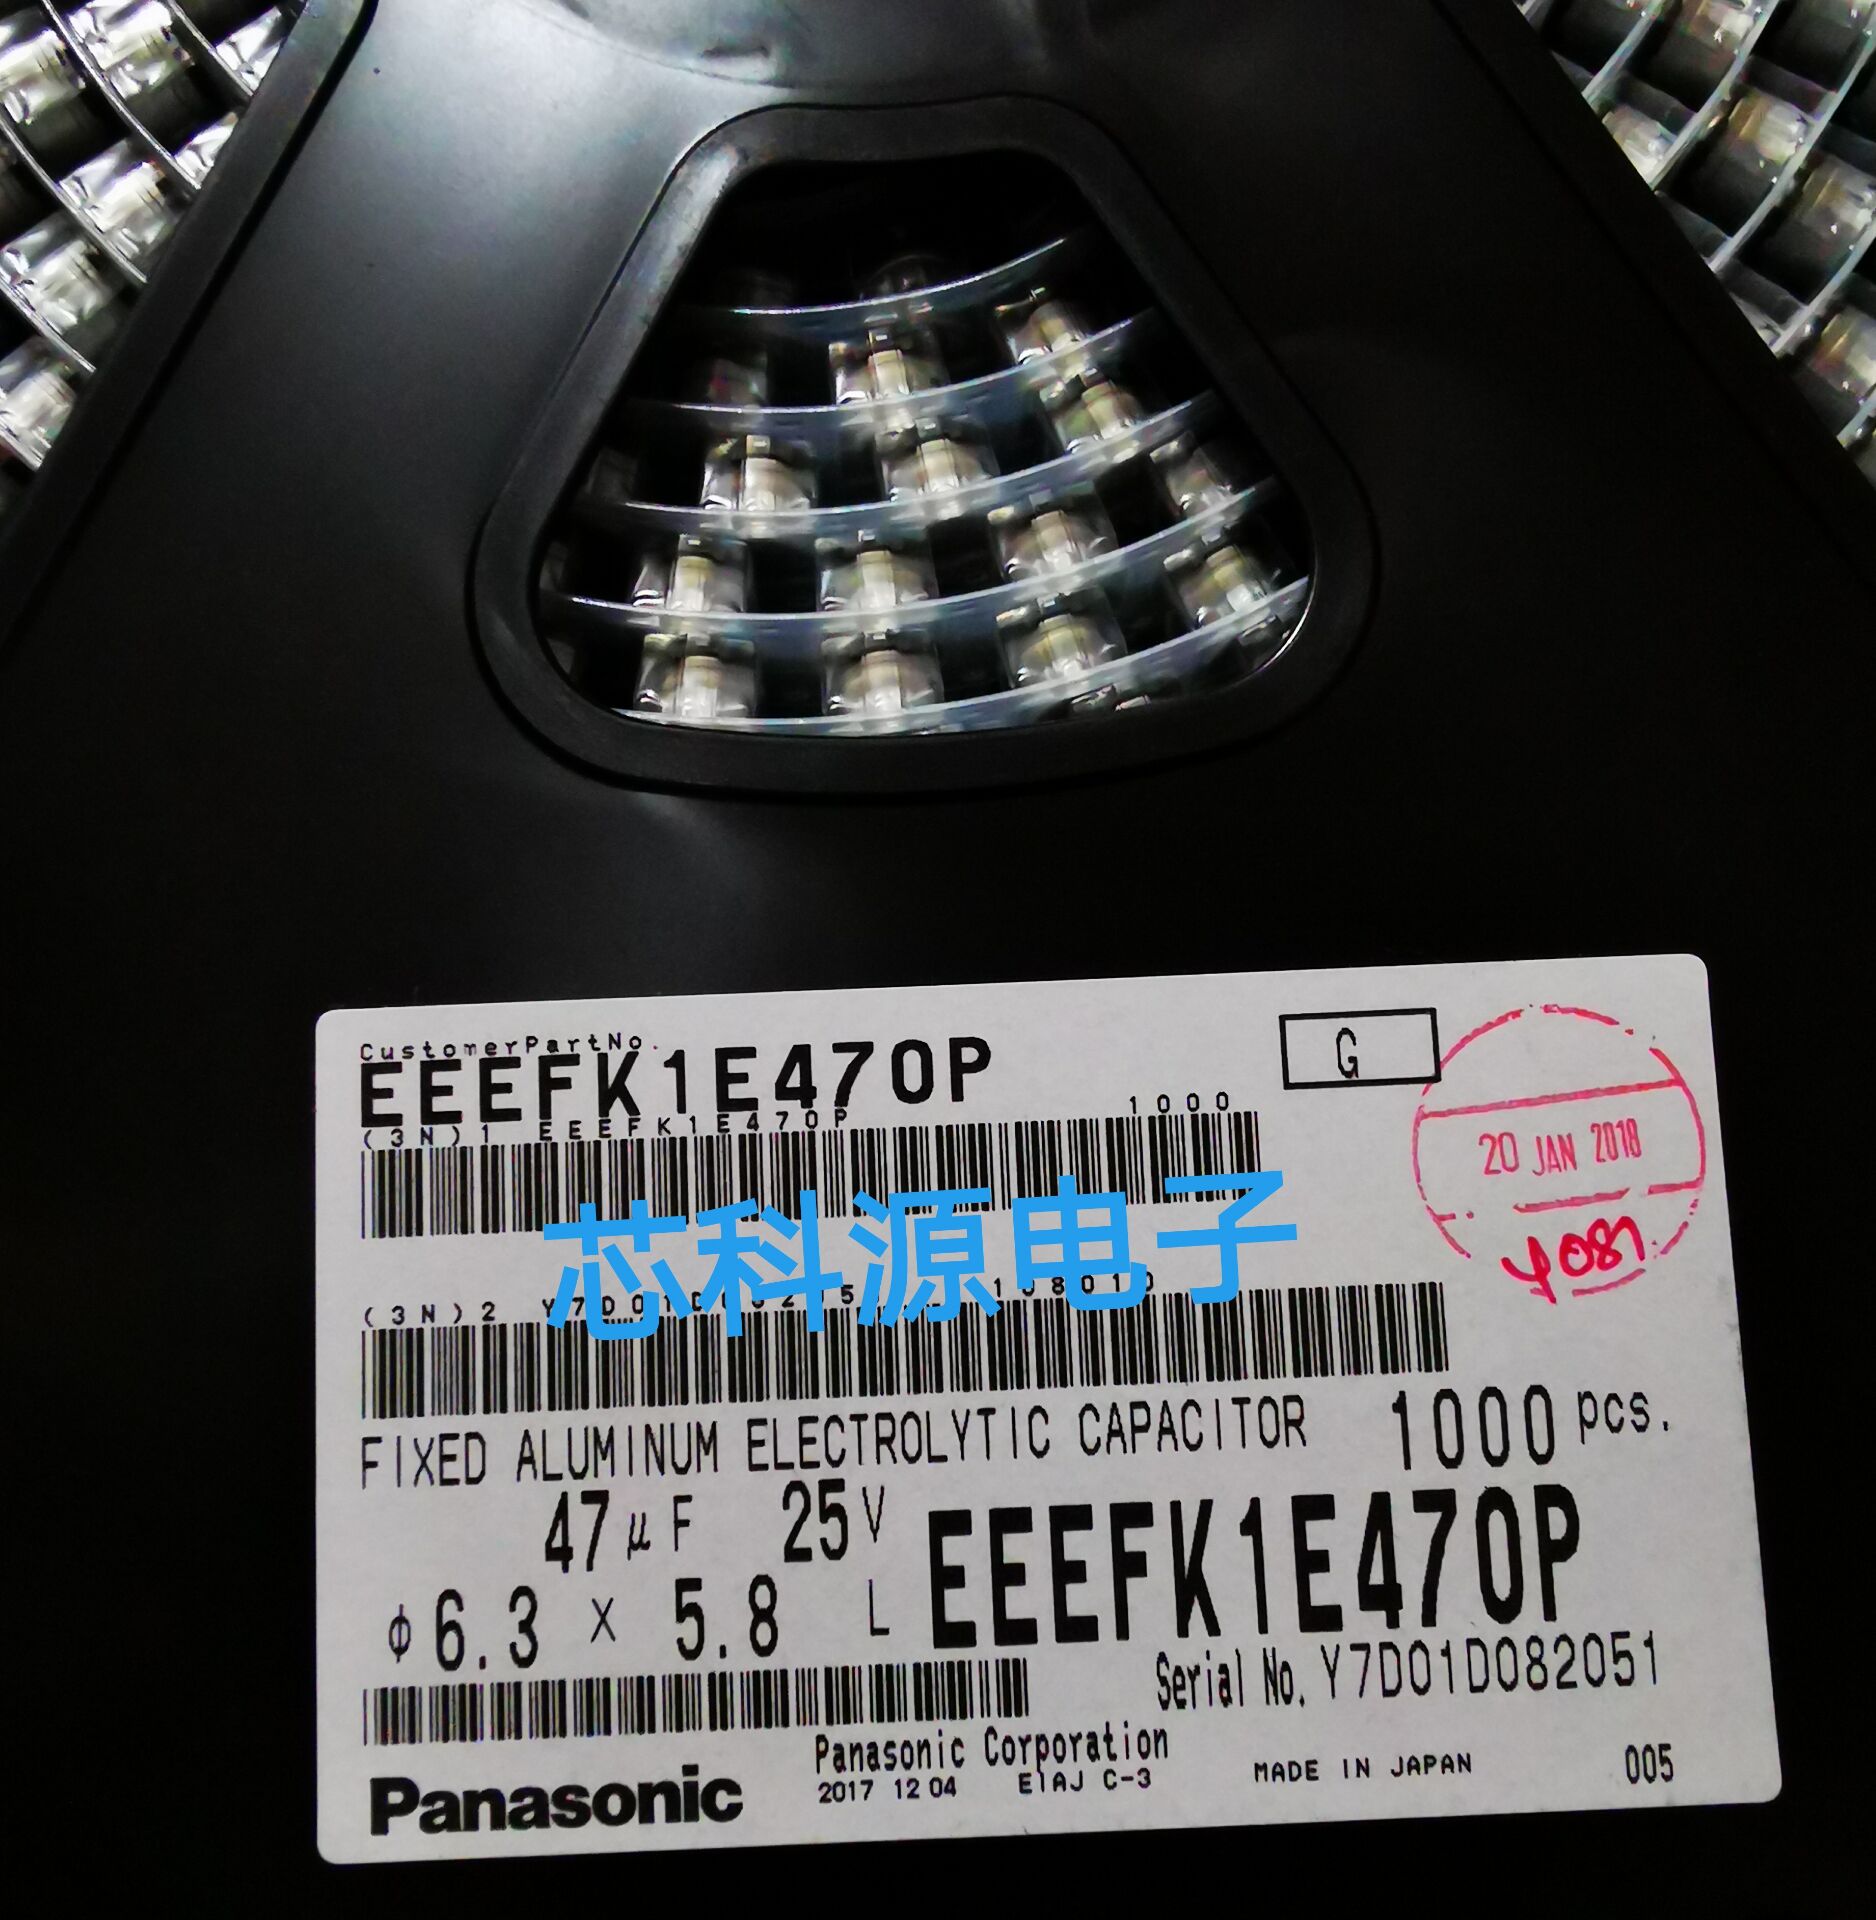 CustomerPartNo.
EEEFK1E470P
G
(3N)1 EEEFK1E470P 1000
20 JAN 2018
芯科源电子
(3N)2
FIXED ALUMINUM ELECTROLYTIC CAPACITOR 1000 pcs.
47 μF 25V EEEFK1E470P
φ6.3 x 5.8 L
Serial No. Y7D01D082051
Panasonic Corporation
Panasonic 2017 12 04 EIAJ C-3 MADE IN JAPAN 005